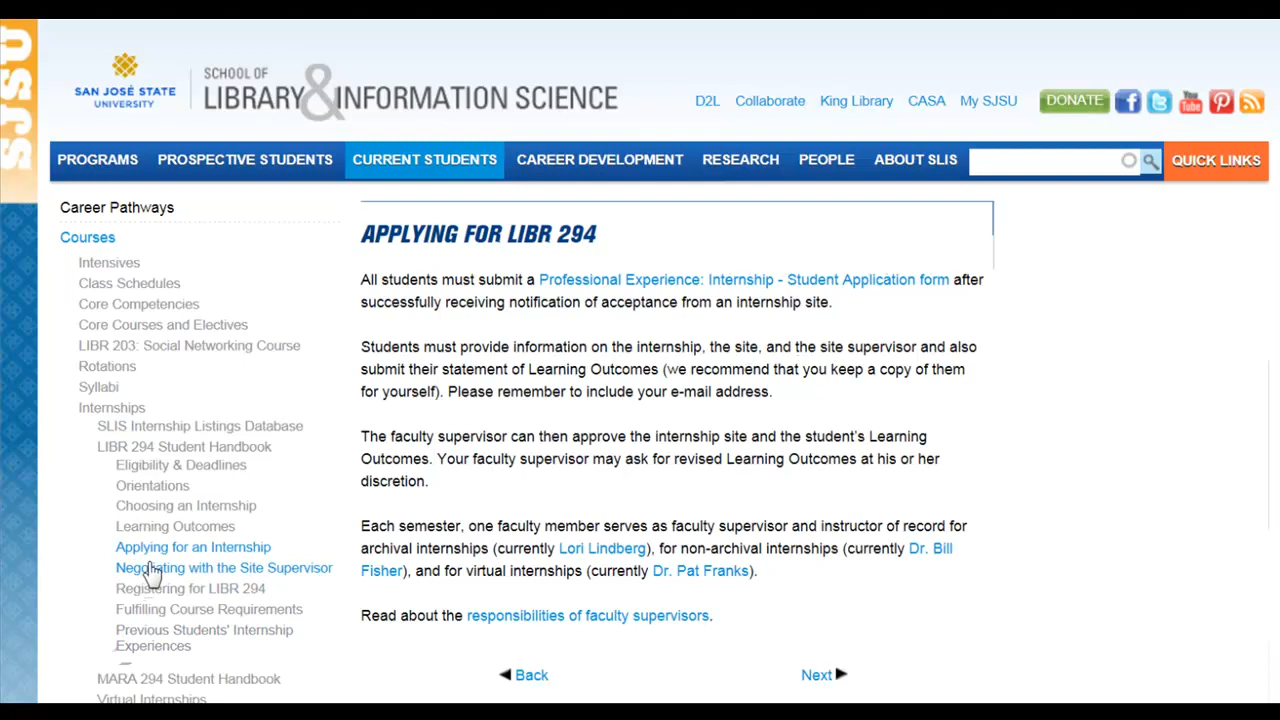 SJSU
SAN JOSÉ STATE
UNIVERSITY
SCHOOL OF
LIBRARY & INFORMATION SCIENCE
D2L Collaborate King Library CASA My SJSU DONATE You Tube
PROGRAMS PROSPECTIVE STUDENTS CURRENT STUDENTS CAREER DEVELOPMENT RESEARCH PEOPLE ABOUT SLIS QUICK LINKS
Career Pathways
Courses
Intensives
Class Schedules
Core Competencies
Core Courses and Electives
LIBR 203: Social Networking Course
Rotations
Syllabi
Internships
SLIS Internship Listings Database
LIBR 294 Student Handbook
Eligibility & Deadlines
Orientations
Choosing an Internship
Learning Outcomes
Applying for an Internship
Negotiating with the Site Supervisor
Registering for LIBR 294
Fulfilling Course Requirements
Previous Students' Internship
Experiences
MARA 294 Student Handbook
Virtual Internships
APPLYING FOR LIBR 294
All students must submit a Professional Experience: Internship - Student Application form after
successfully receiving notification of acceptance from an internship site.
Students must provide information on the internship, the site, and the site supervisor and also
submit their statement of Learning Outcomes (we recommend that you keep a copy of them
for yourself). Please remember to include your e-mail address.
The faculty supervisor can then approve the internship site and the student's Learning
Outcomes. Your faculty supervisor may ask for revised Learning Outcomes at his or her
discretion.
Each semester, one faculty member serves as faculty supervisor and instructor of record for
archival internships (currently Lori Lindberg), for non-archival internships (currently Dr. Bill
Fisher), and for virtual internships (currently Dr. Pat Franks).
Read about the responsibilities of faculty supervisors.
Back Next